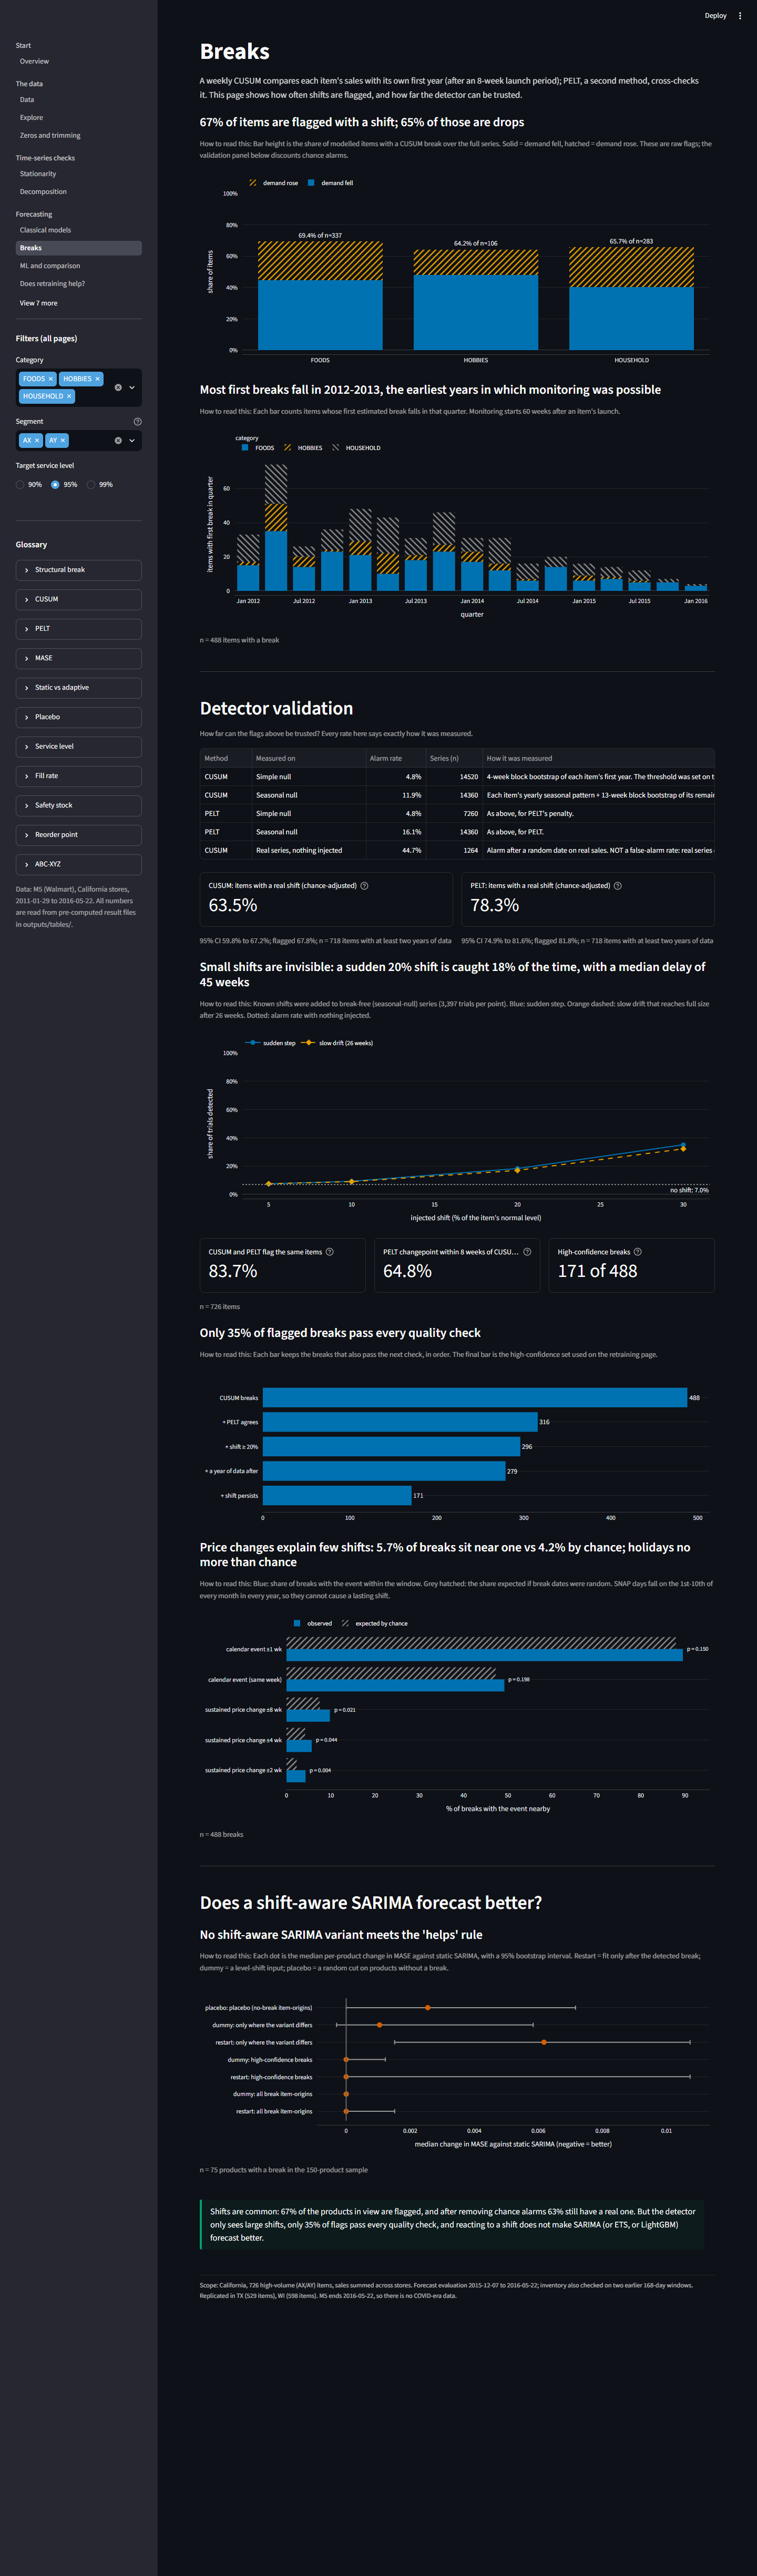 Deploy
Start
Overview
The data
Data
Explore
Zeros and trimming
Time-series checks
Stationarity
Decomposition
Forecasting
Classical models
Breaks
ML and comparison
Does retraining help?
View 7 more
Filters (all pages)
Category
FOODS × HOBBIES ×
HOUSEHOLD ×
Segment
AX × AY ×
Target service level
90% 95% 99%
Glossary
Structural break
CUSUM
PELT
MASE
Static vs adaptive
Placebo
Service level
Fill rate
Safety stock
Reorder point
ABC-XYZ
Data: M5 (Walmart), California stores,
2011-01-29 to 2016-05-22. All numbers
are read from pre-computed result files
in outputs/tables/.
Breaks
A weekly CUSUM compares each item's sales with its own first year (after an 8-week launch period); PELT, a second method, cross-checks
it. This page shows how often shifts are flagged, and how far the detector can be trusted.
67% of items are flagged with a shift; 65% of those are drops
How to read this: Bar height is the share of modelled items with a CUSUM break over the full series. Solid = demand fell, hatched = demand rose. These are raw flags; the
validation panel below discounts chance alarms.
demand rose demand fell
100%
80%
60%
40%
20%
0%
share of items
69.4% of n=337
64.2% of n=106
65.7% of n=283
FOODS HOBBIES HOUSEHOLD
Most first breaks fall in 2012-2013, the earliest years in which monitoring was possible
How to read this: Each bar counts items whose first estimated break falls in that quarter. Monitoring starts 60 weeks after an item's launch.
category
FOODS HOBBIES HOUSEHOLD
items with first break in quarter
60
40
20
0
Jan 2012 Jul 2012 Jan 2013 Jul 2013 Jan 2014 Jul 2014 Jan 2015 Jul 2015 Jan 2016
quarter
n = 488 items with a break
Detector validation
How far can the flags above be trusted? Every rate here says exactly how it was measured.
Method Measured on Alarm rate Series (n) How it was measured
CUSUM Simple null 4.8% 14520 4-week block bootstrap of each item's first year. The threshold was set on t
CUSUM Seasonal null 11.9% 14360 Each item's yearly seasonal pattern + 13-week block bootstrap of its remain
PELT Simple null 4.8% 7260 As above, for PELT's penalty.
PELT Seasonal null 16.1% 14360 As above, for PELT.
CUSUM Real series, nothing injected 44.7% 1264 Alarm after a random date on real sales. NOT a false-alarm rate: real series
CUSUM: items with a real shift (chance-adjusted)
63.5%
95% CI 59.8% to 67.2%; flagged 67.8%; n = 718 items with at least two years of data
PELT: items with a real shift (chance-adjusted)
78.3%
95% CI 74.9% to 81.6%; flagged 81.8%; n = 718 items with at least two years of data
Small shifts are invisible: a sudden 20% shift is caught 18% of the time, with a median delay of
45 weeks
How to read this: Known shifts were added to break-free (seasonal-null) series (3,397 trials per point). Blue: sudden step. Orange dashed: slow drift that reaches full size
after 26 weeks. Dotted: alarm rate with nothing injected.
sudden step slow drift (26 weeks)
share of trials detected
100%
80%
60%
40%
20%
0%
no shift: 7.0%
5 10 15 20 25 30
injected shift (% of the item's normal level)
CUSUM and PELT flag the same items
83.7%
PELT changepoint within 8 weeks of CUSU...
64.8%
High-confidence breaks
171 of 488
n = 726 items
Only 35% of flagged breaks pass every quality check
How to read this: Each bar keeps the breaks that also pass the next check, in order. The final bar is the high-confidence set used on the retraining page.
CUSUM breaks 488
+ PELT agrees 316
+ shift ≥ 20% 296
+ a year of data after 279
+ shift persists 171
0 100 200 300 400 500
Price changes explain few shifts: 5.7% of breaks sit near one vs 4.2% by chance; holidays no
more than chance
How to read this: Blue: share of breaks with the event within the window. Grey hatched: the share expected if break dates were random. SNAP days fall on the 1st-10th of
every month in every year, so they cannot cause a lasting shift.
observed expected by chance
calendar event ±1 wk p = 0.150
calendar event (same week) p = 0.198
sustained price change ±8 wk p = 0.021
sustained price change ±4 wk p = 0.044
sustained price change ±2 wk p = 0.004
0 10 20 30 40 50 60 70 80 90
% of breaks with the event nearby
n = 488 breaks
Does a shift-aware SARIMA forecast better?
No shift-aware SARIMA variant meets the 'helps' rule
How to read this: Each dot is the median per-product change in MASE against static SARIMA, with a 95% bootstrap interval. Restart = fit only after the detected break;
dummy = a level-shift input; placebo = a random cut on products without a break.
placebo: placebo (no-break item-origins)
dummy: only where the variant differs
restart: only where the variant differs
dummy: high-confidence breaks
restart: high-confidence breaks
dummy: all break item-origins
restart: all break item-origins
0 0.002 0.004 0.006 0.008 0.01
median change in MASE against static SARIMA (negative = better)
n = 75 products with a break in the 150-product sample
Shifts are common: 67% of the products in view are flagged, and after removing chance alarms 63% still have a real one. But the detector
only sees large shifts, only 35% of flags pass every quality check, and reacting to a shift does not make SARIMA (or ETS, or LightGBM)
forecast better.
Scope: California, 726 high-volume (AX/AY) items, sales summed across stores. Forecast evaluation 2015-12-07 to 2016-05-22; inventory also checked on two earlier 168-day windows.
Replicated in TX (529 items), WI (598 items). M5 ends 2016-05-22, so there is no COVID-era data.